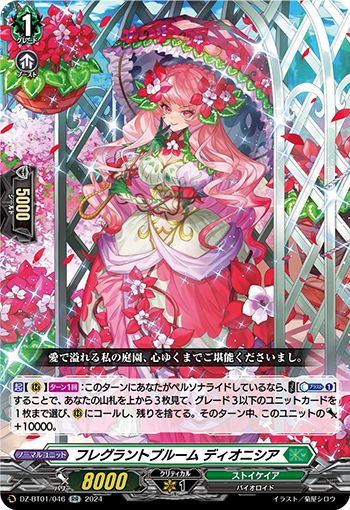 1
グレード
ブースト
5000
シールド
愛で溢れる私の庭園、心ゆくまでご堪能くださいまし。
起【(R)】【ターン1回】:このターンにあなたがペルソナライドしているなら、【コスト】【(CB)ブラスト①】
することで、あなたの山札を上から3枚見て、グレード3以下のユニットカードを
1枚まで選び、(R)にコールし、残りを捨てる。そのターン中、このユニットの
+10000。
ノーマルユニット
フレグラントブルーム ディオニシア
パワー
8000
クリティカル
1
ストイケイア
バイオロイド
D-DZ-BT01/046 RR 2024
イラスト/菊屋シロウ